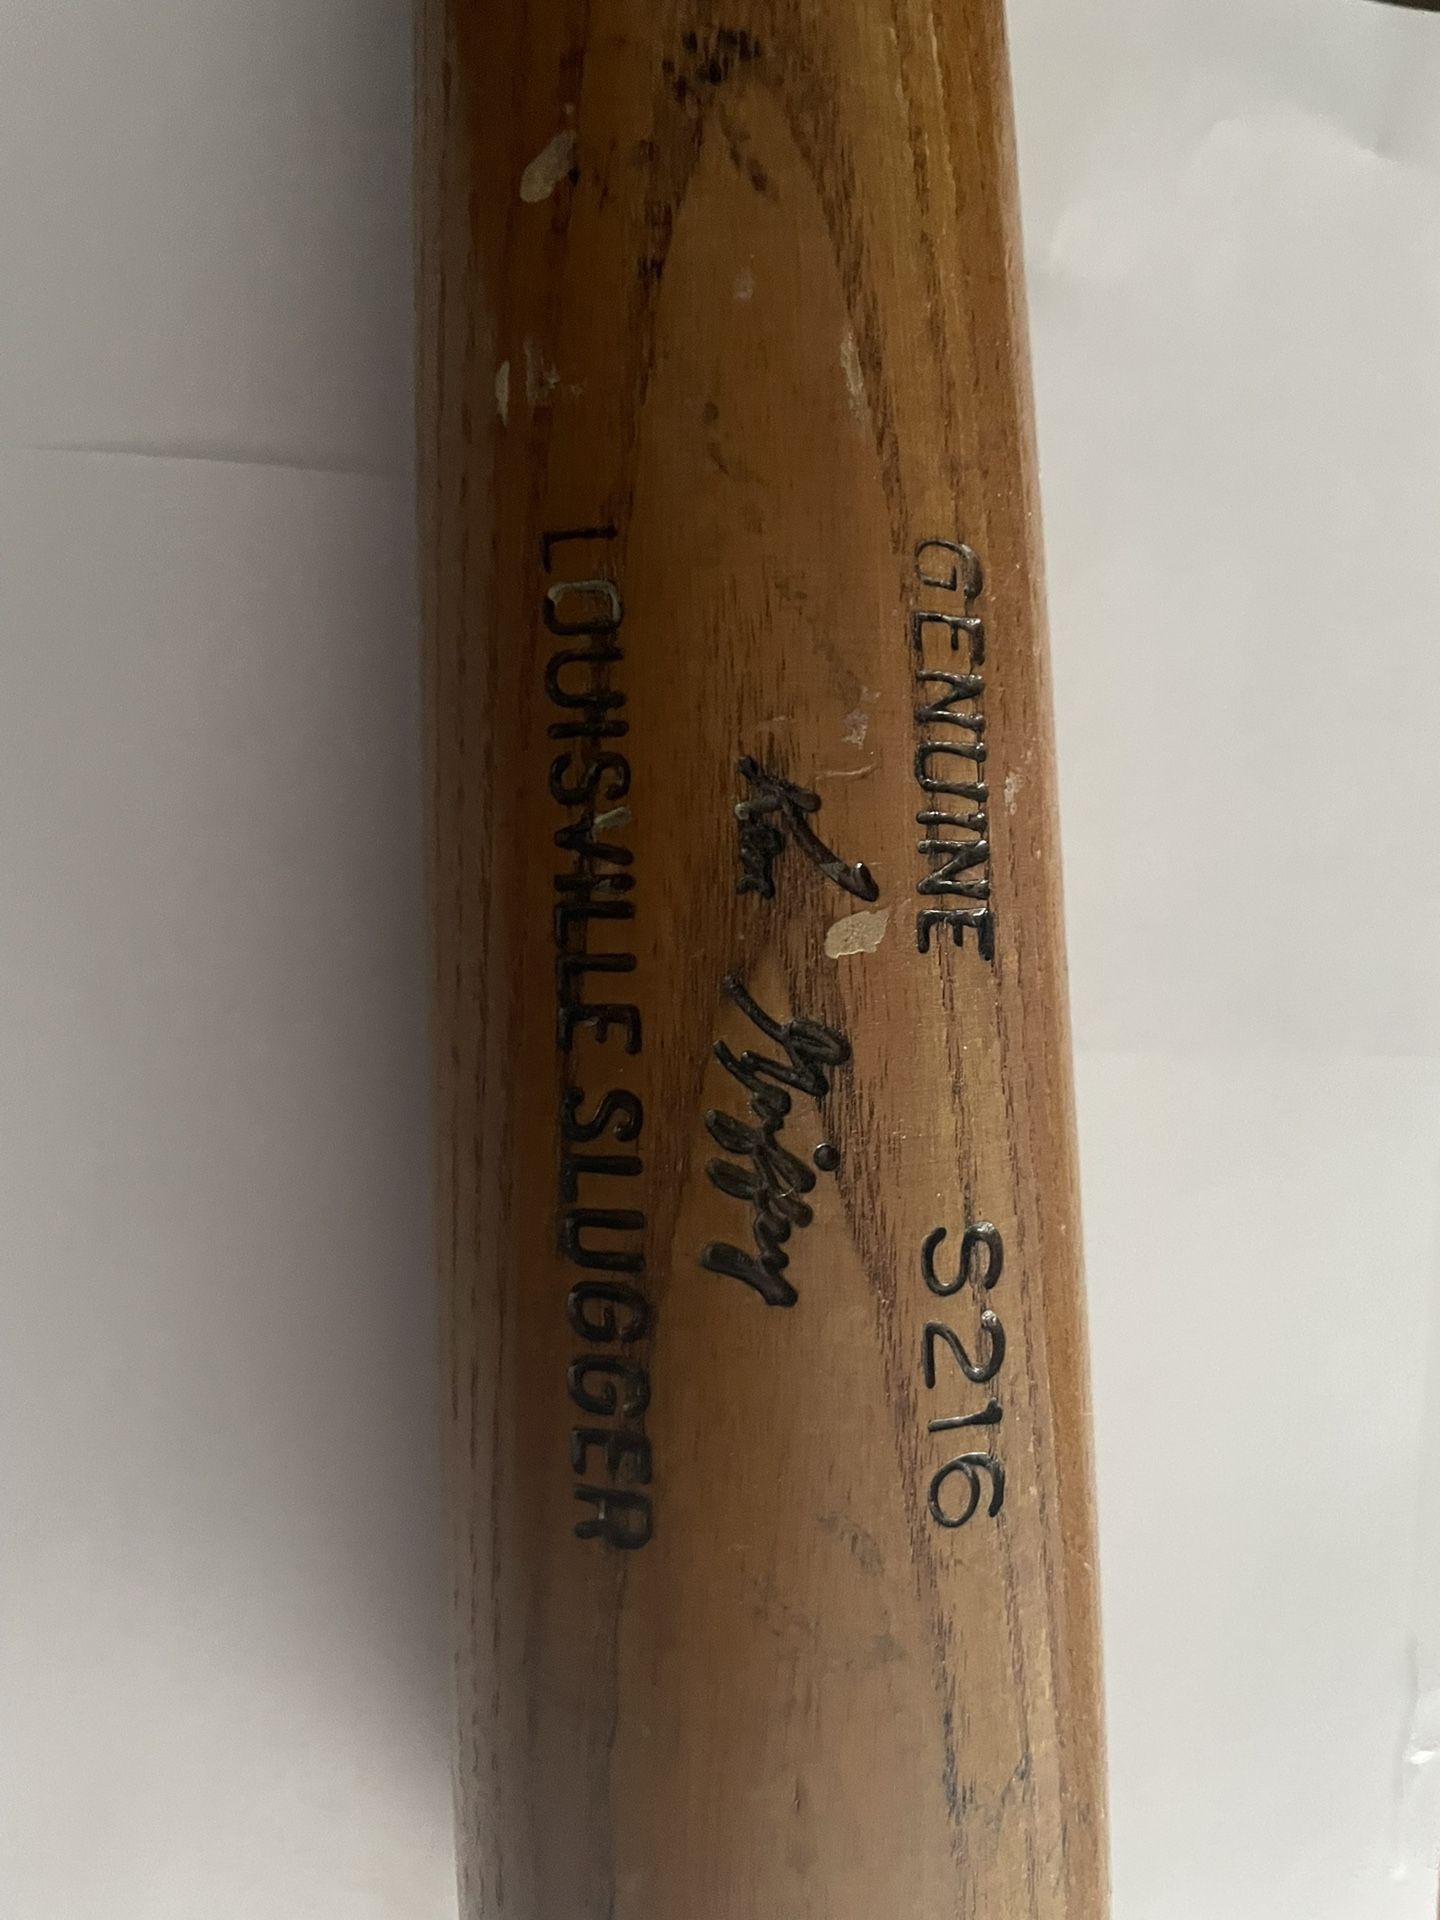 GENUINE S216
Ken Griffey
LOUISVILLE SLUGGER